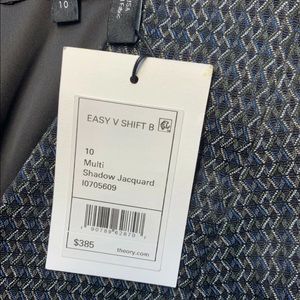 10
EASY V SHIFT B
10
Multi
Shadow Jacquard
I0705609
$385
theory.com